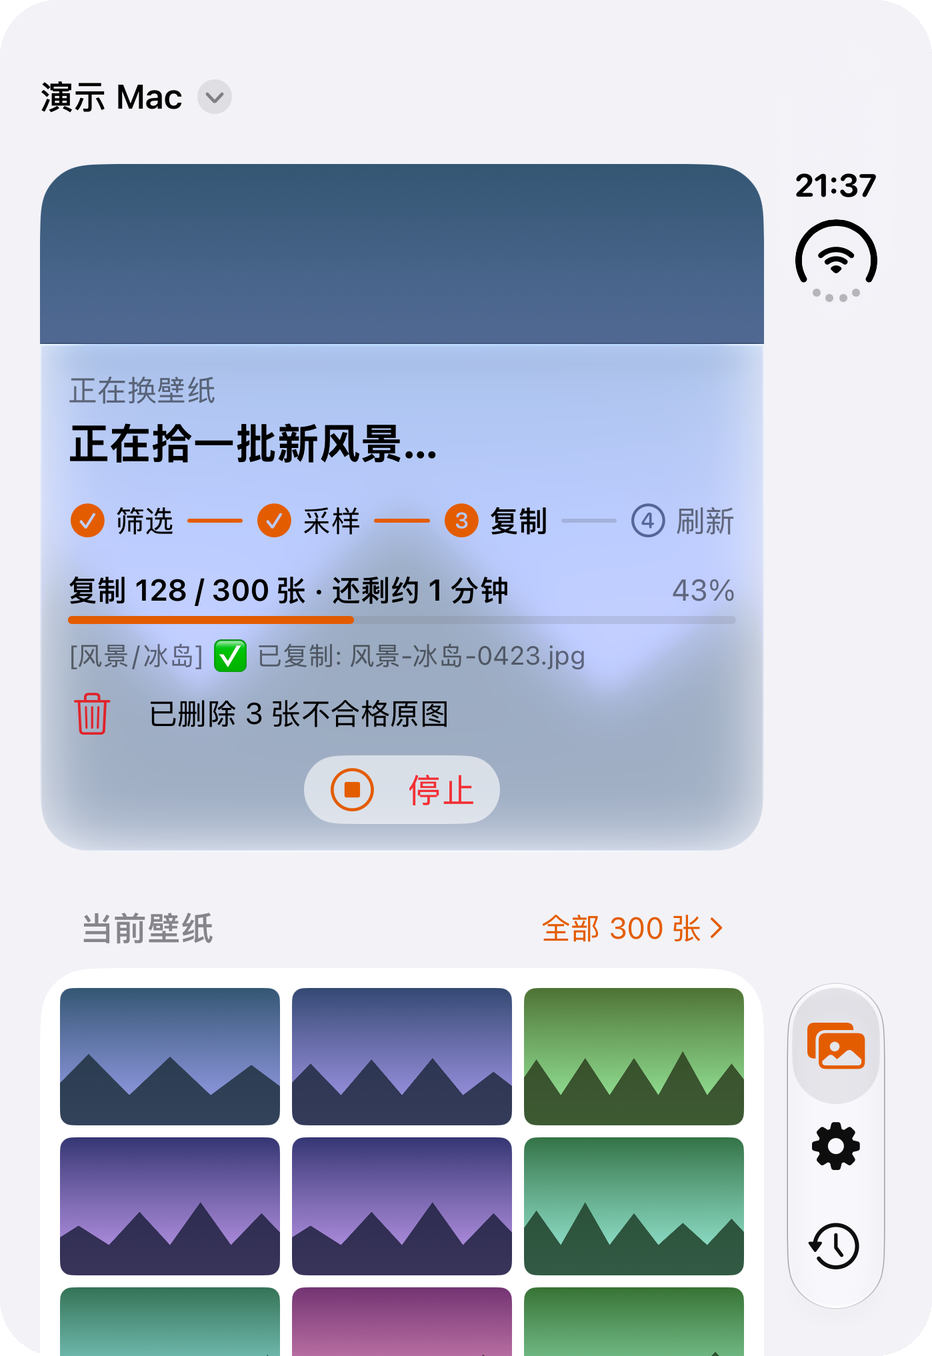 演示 Mac
21:37
正在换壁纸
正在拾一批新风景...
筛选 采样 3 复制 4 刷新
复制 128 / 300 张 · 还剩约 1 分钟 43%
[风景/冰岛] ✅ 已复制: 风景-冰岛-0423.jpg
已删除 3 张不合格原图
停止
当前壁纸 全部 300 张